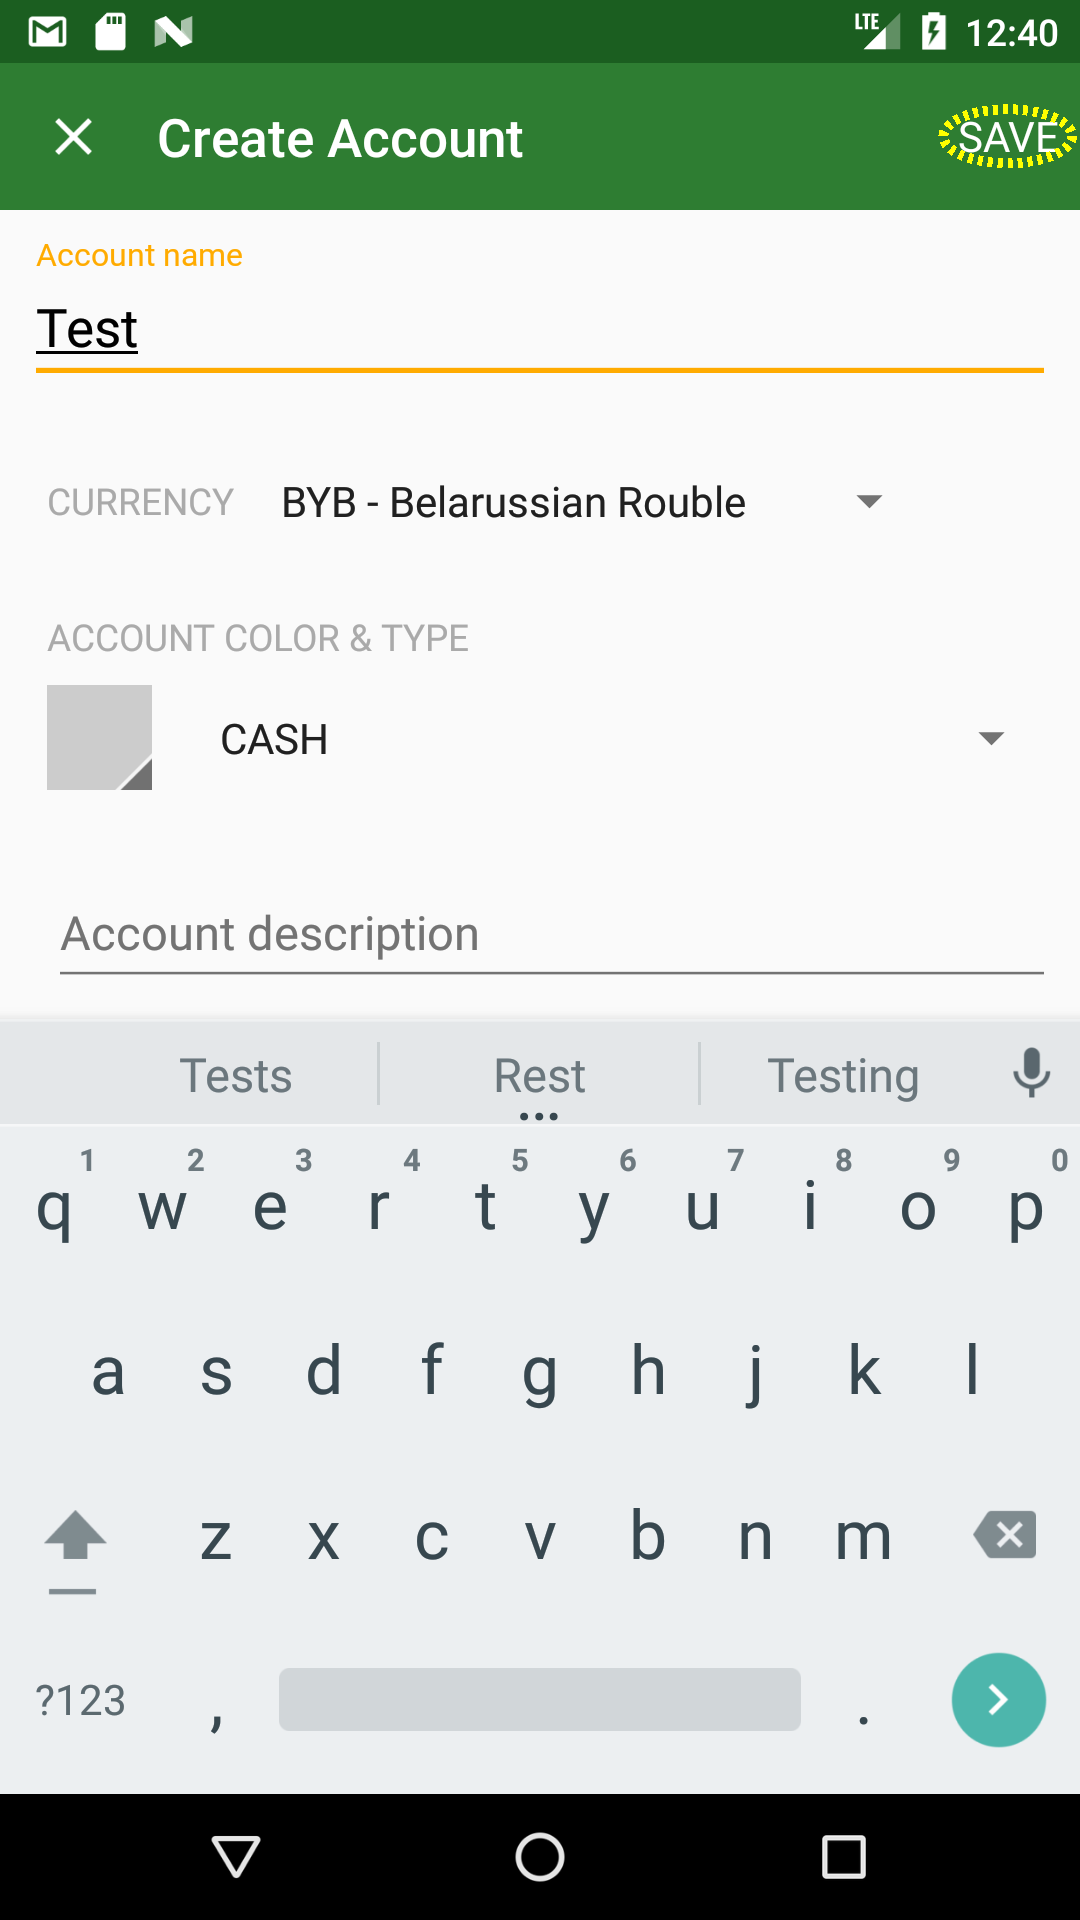 LTE 12:40
Create Account SAVE
Account name
Test
CURRENCY BYB - Belarussian Rouble
ACCOUNT COLOR & TYPE
CASH
Account description
Tests Rest Testing
1 2 3 4 5 6 7 8 9 0
q w e r t y u i o p
a s d f g h j k l
z x c v b n m
?123 , .